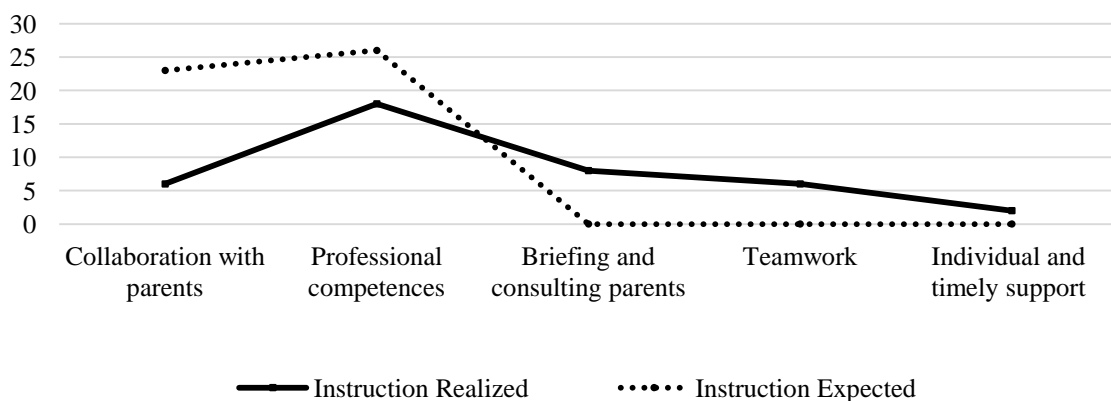 30
25
20
15
10
5
0
Collaboration with
parents
Professional
competences
Briefing and
consulting parents
Teamwork
Individual and
timely support
Instruction Realized
Instruction Expected